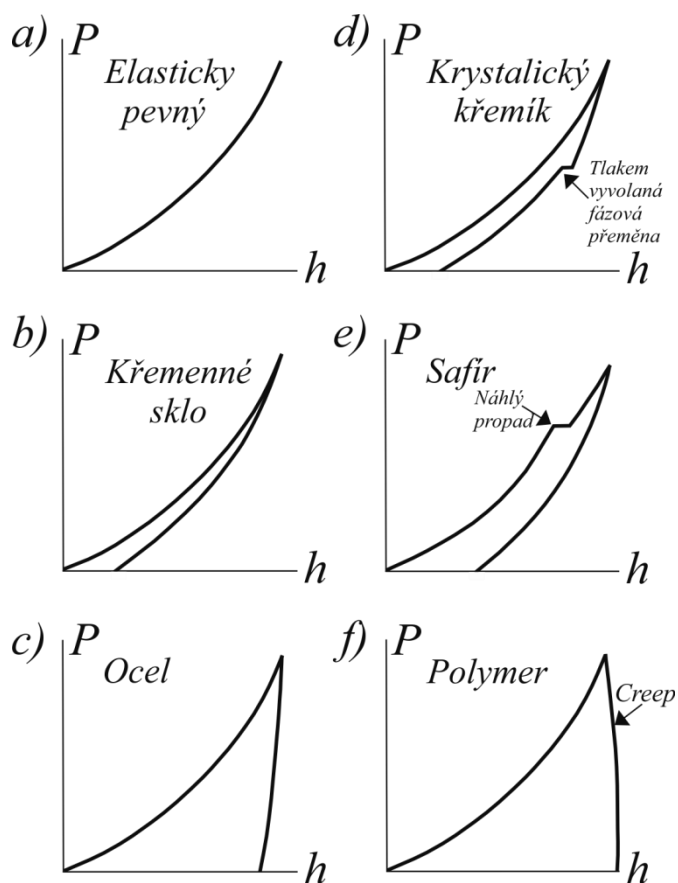 a)
P
Elasticky
pevný
h
d)
P
Krystalický
křemík
Tlakem
vyvolaná
fázová
přeměna
h
b)
P
Křemenné
sklo
h
e)
P
Safír
Náhlý
propad
h
c)
P
Ocel
h
f)
P
Polymer
Creep
h